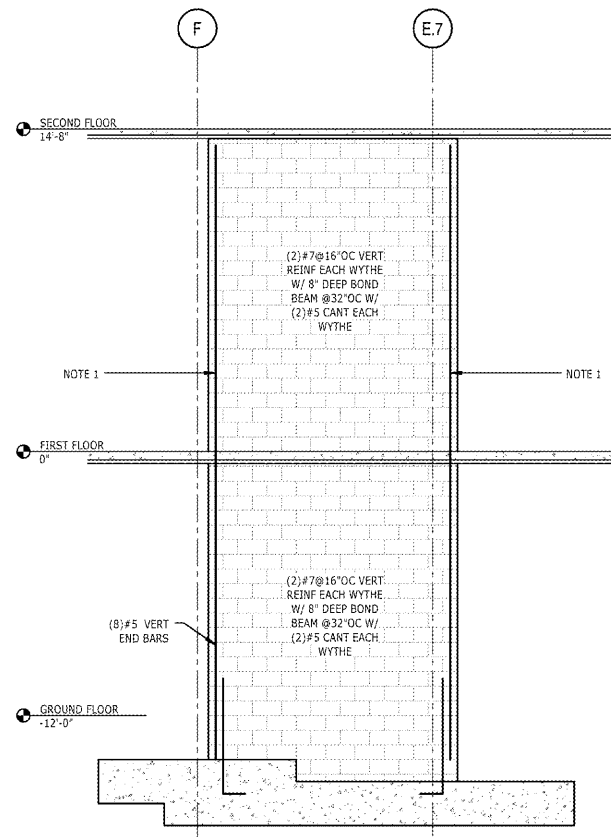 F
E.7
SECOND FLOOR
14'-8"
(2)#7@16"OC VERT
REINF EACH WYTHE
W/ 8" DEEP BOND
BEAM @32"OC W/
(2)#5 CANT EACH
WYTHE
NOTE 1
NOTE 1
FIRST FLOOR
0"
(2)#7@16"OC VERT
REINF EACH WYTHE
W/ 8" DEEP BOND
BEAM @32"OC W/
(2)#5 CANT EACH
WYTHE
(8)#5 VERT
END BARS
GROUND FLOOR
-12'-0"